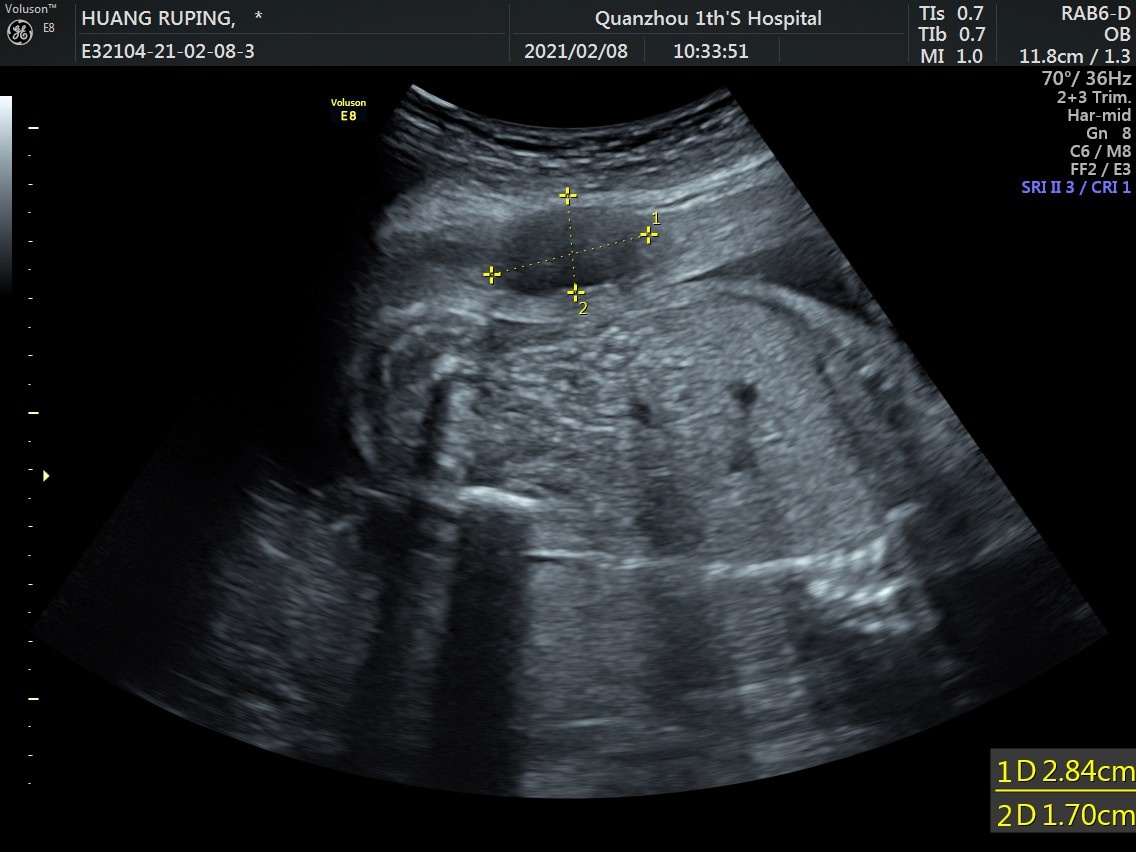 Voluson™
E8
HUANG RUPING, *
E32104-21-02-08-3
Quanzhou 1th'S Hospital
2021/02/08 10:33:51
TIs 0.7
TIb 0.7
MI 1.0
RAB6-D
OB
11.8cm / 1.3
70°/ 36Hz
2+3 Trim.
Har-mid
Gn 8
C6 / M8
FF2 / E3
SRI II 3 / CRI 1
Voluson
E8
1
2
1 D 2.84cm
2 D 1.70cm